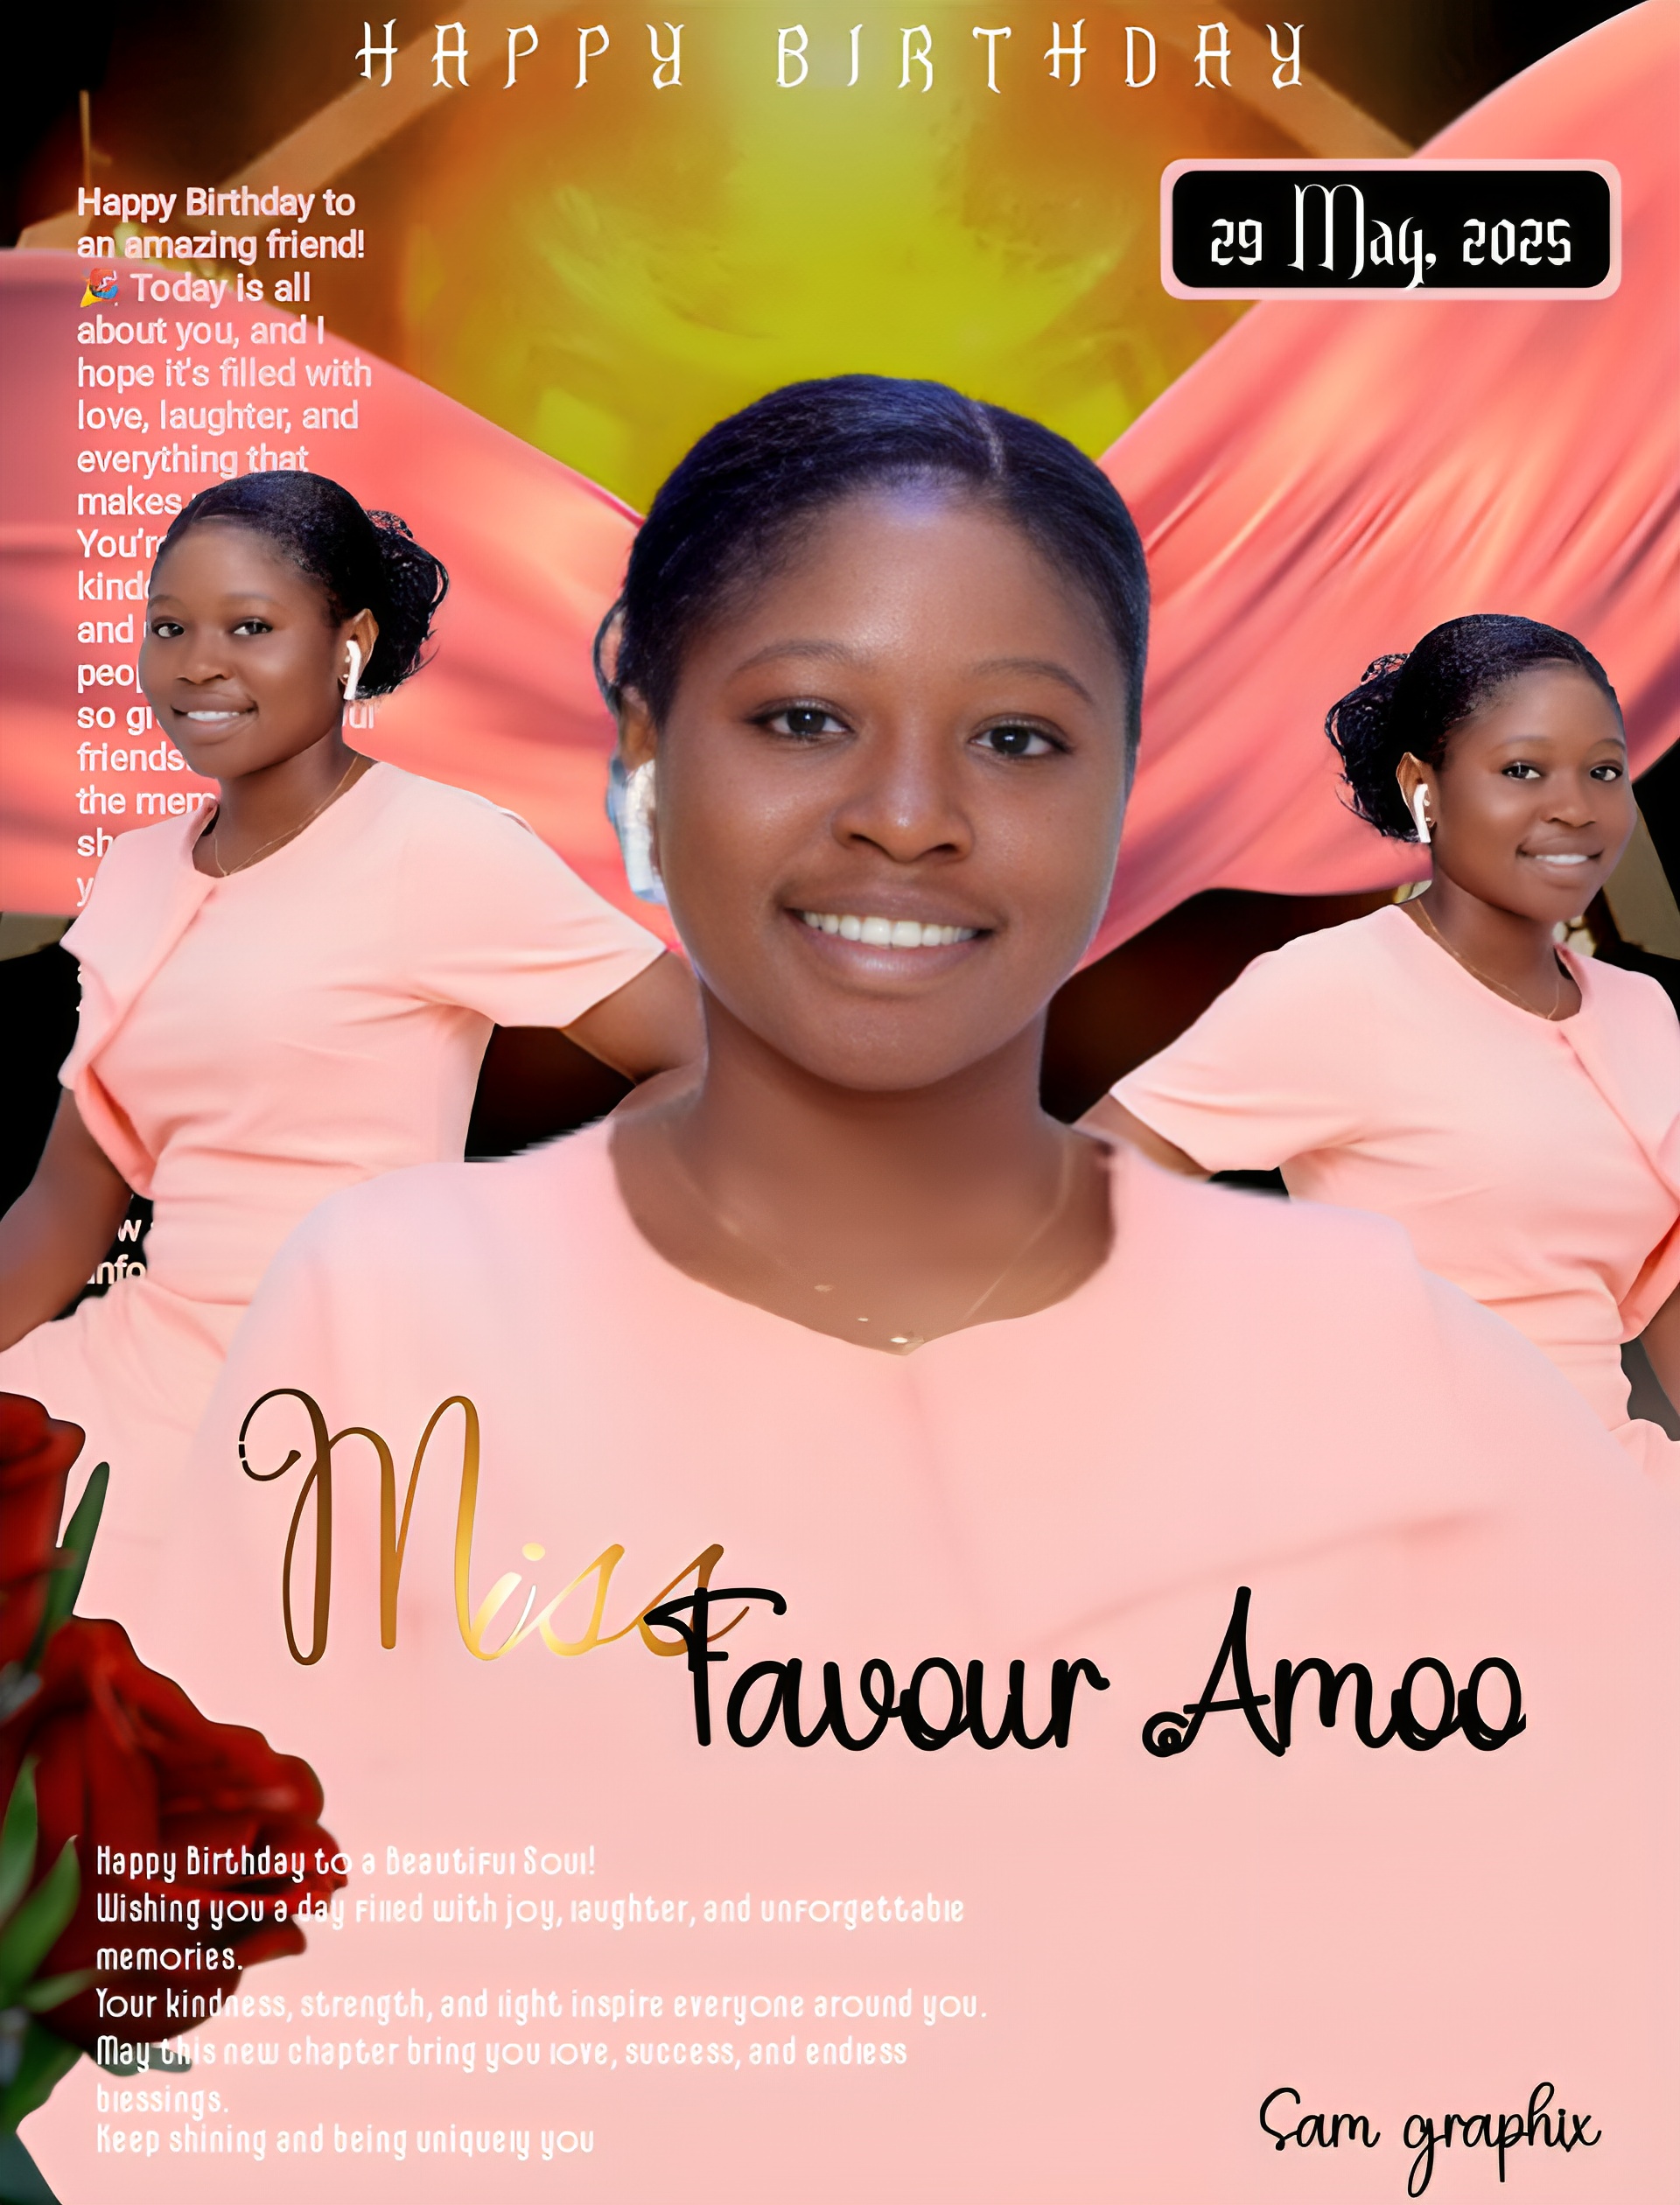 HAPPY BIRTHDAY
29 May, 2025
Happy Birthday to
an amazing friend!
🎉 Today is all
about you, and I
hope it's filled with
love, laughter, and
everything that
makes
and
so
the
Miss
Favour Amoo
Happy Birthday to a Beautiful Soul!
Wishing you a day filled with joy, laughter, and unforgettable
memories.
Your kindness, strength, and light inspire everyone around you.
May this new chapter bring you love, success, and endless
blessings.
Keep shining and being uniquely you
Sam graphix